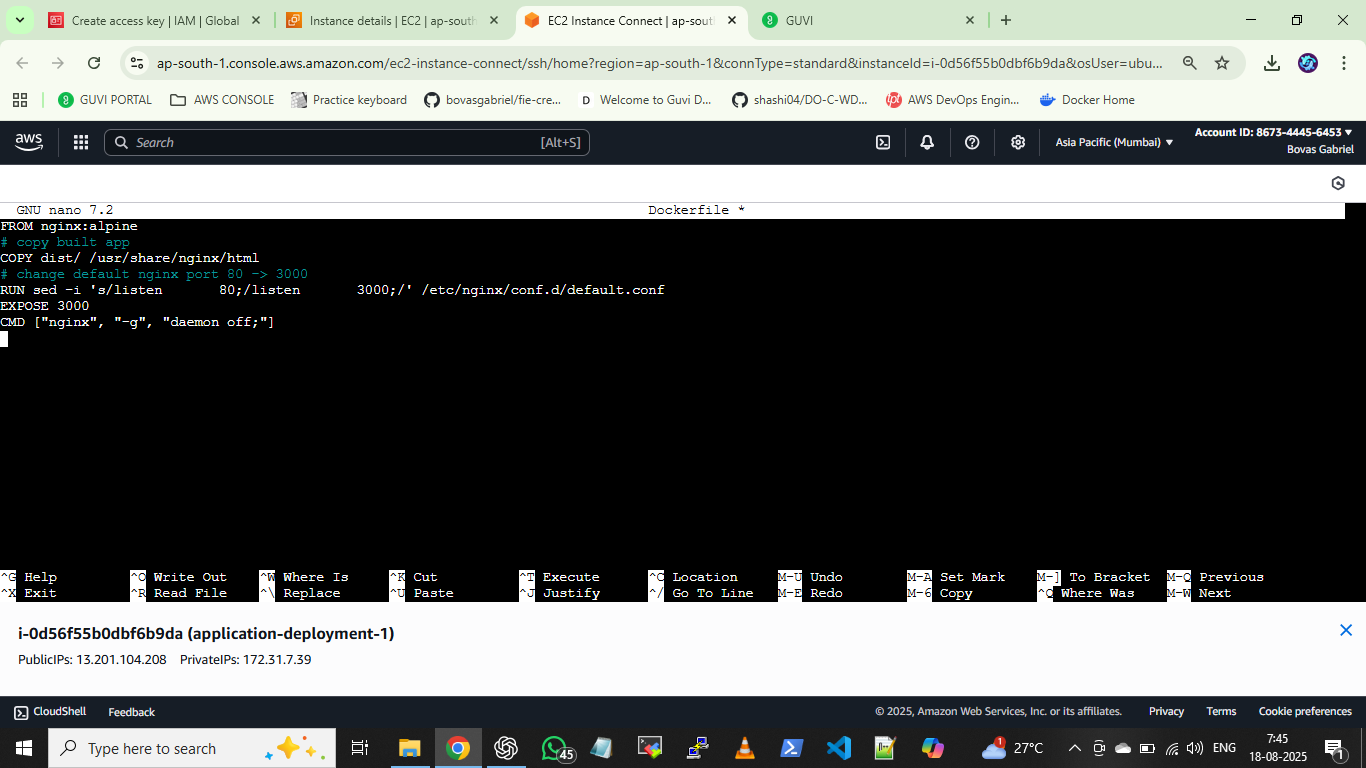 Create access key | IAM | Global
Instance details | EC2 | ap-south
EC2 Instance Connect | ap-sout
GUVI
ap-south-1.console.aws.amazon.com/ec2-instance-connect/ssh/home?region=ap-south-1&connType=standard&instanceId=i-0d56f55b0dbf6b9da&osUser=ubu...
GUVI PORTAL
AWS CONSOLE
Practice keyboard
bovasgabriel/fie-cre...
D Welcome to Guvi D...
shashi04/DO-C-WD...
AWS DevOps Engin...
Docker Home
aws
Search
[Alt+S]
Asia Pacific (Mumbai)
Account ID: 8673-4445-6453
Bovas Gabriel
GNU nano 7.2 Dockerfile *
FROM nginx:alpine
# copy built app
COPY dist/ /usr/share/nginx/html
# change default nginx port 80 -> 3000
RUN sed -i 's/listen       80;/listen       3000;/' /etc/nginx/conf.d/default.conf
EXPOSE 3000
CMD ["nginx", "-g", "daemon off;"]
^G Help ^O Write Out ^W Where Is ^K Cut ^T Execute ^C Location M-U Undo M-A Set Mark M-] To Bracket M-Q Previous
^X Exit ^R Read File ^\ Replace ^U Paste ^J Justify ^/ Go To Line M-E Redo M-6 Copy ^Q Where Was M-W Next
i-0d56f55b0dbf6b9da (application-deployment-1)
PublicIPs: 13.201.104.208 PrivateIPs: 172.31.7.39
CloudShell Feedback © 2025, Amazon Web Services, Inc. or its affiliates. Privacy Terms Cookie preferences
Type here to search
45
1
27°C
ENG
7:45
18-08-2025
1